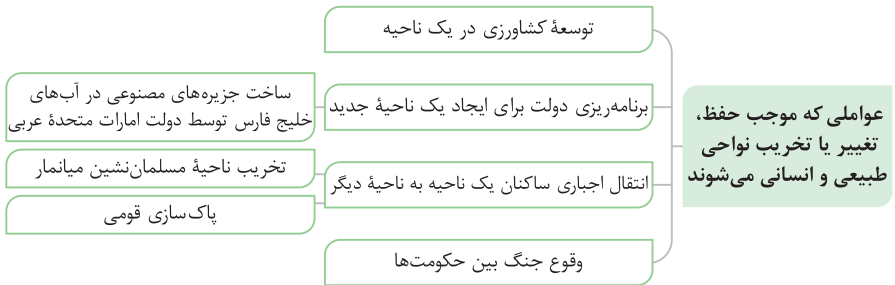 عواملی که موجب حفظ،
تغییر یا تخریب نواحی
طبیعی و انسانی می‌شوند
توسعهٔ کشاورزی در یک ناحیه
برنامه‌ریزی دولت برای ایجاد یک ناحیهٔ جدید
ساخت جزیره‌های مصنوعی در آب‌های
خلیج فارس توسط دولت امارات متحدهٔ عربی
انتقال اجباری ساکنان یک ناحیه به ناحیهٔ دیگر
تخریب ناحیهٔ مسلمان‌نشین میانمار
پاک‌سازی قومی
وقوع جنگ بین حکومت‌ها